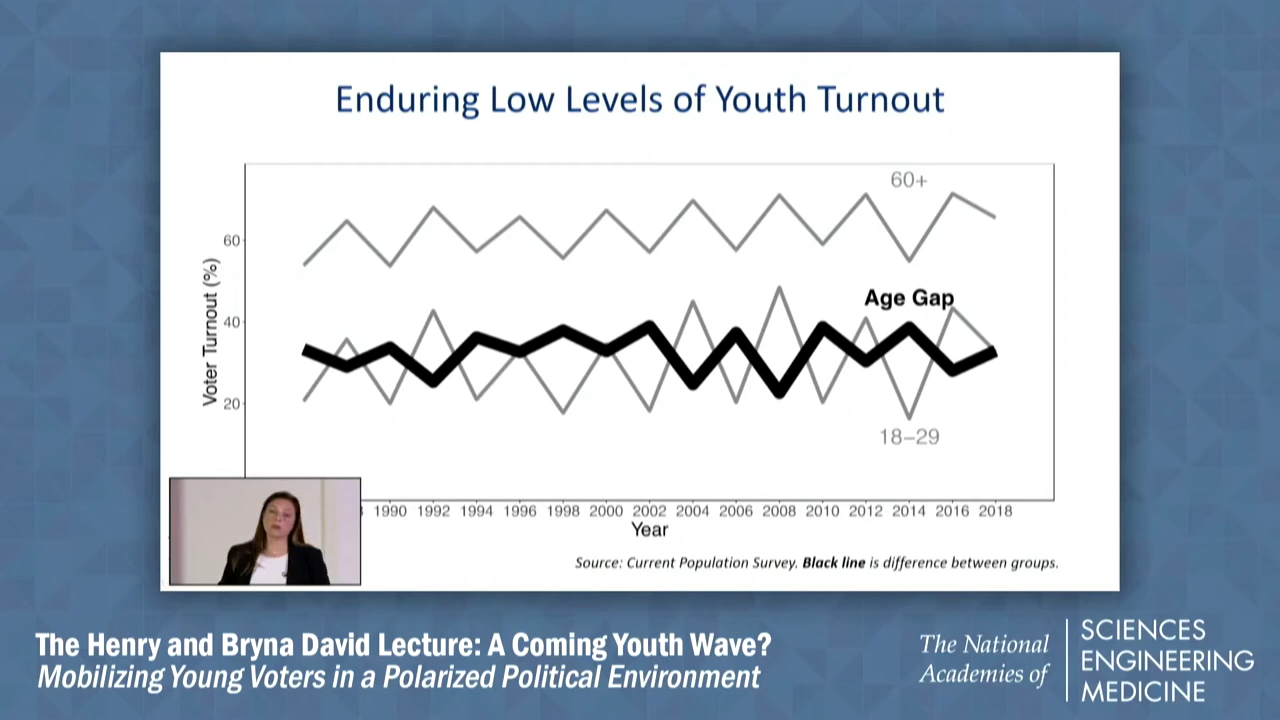 Enduring Low Levels of Youth Turnout
60+
60
Age Gap
40
Voter Turnout (%)
20
18–29
1990 1992 1994 1996 1998 2000 2002 2004 2006 2008 2010 2012 2014 2016 2018
Year
Source: Current Population Survey. Black line is difference between groups.
The Henry and Bryna David Lecture: A Coming Youth Wave?
Mobilizing Young Voters in a Polarized Political Environment
The National
Academies of
SCIENCES
ENGINEERING
MEDICINE